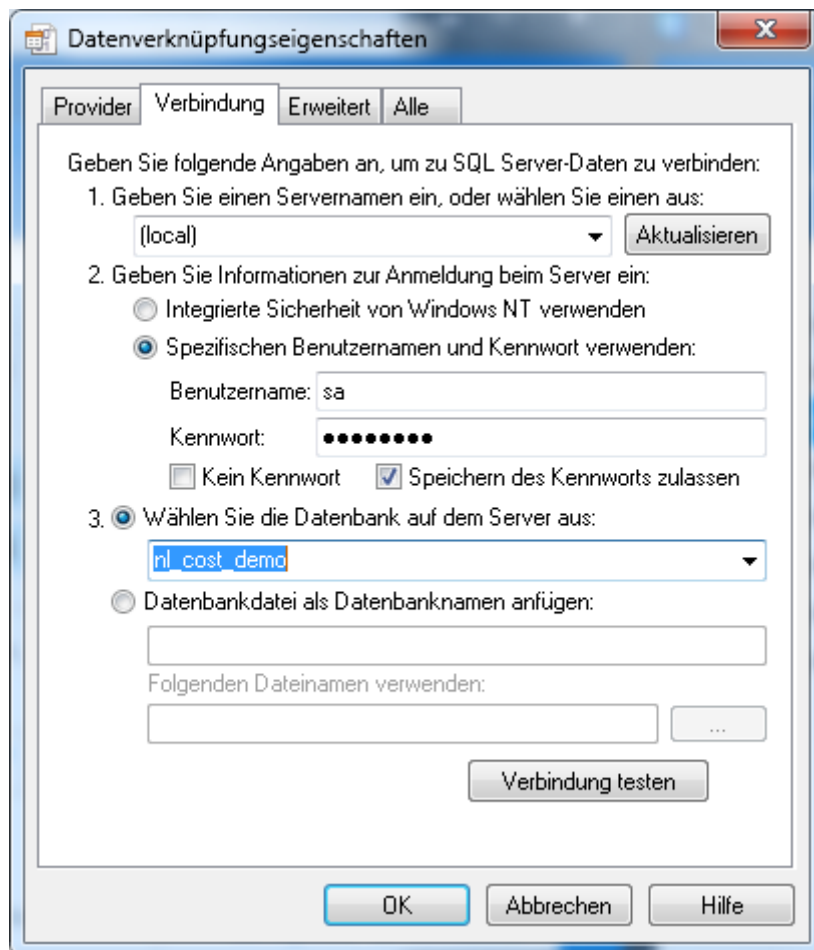 Datenverknüpfungseigenschaften
Provider Verbindung Erweitert Alle
Geben Sie folgende Angaben an, um zu SQL Server-Daten zu verbinden:
1. Geben Sie einen Servernamen ein, oder wählen Sie einen aus:
(local) Aktualisieren
2. Geben Sie Informationen zur Anmeldung beim Server ein:
Integrierte Sicherheit von Windows NT verwenden
Spezifischen Benutzernamen und Kennwort verwenden:
Benutzername: sa
Kennwort: ●●●●●●●●
Kein Kennwort Speichern des Kennworts zulassen
3. Wählen Sie die Datenbank auf dem Server aus:
nl_cost_demo
Datenbankdatei als Datenbanknamen anfügen:
Folgenden Dateinamen verwenden:
...
Verbindung testen
OK Abbrechen Hilfe